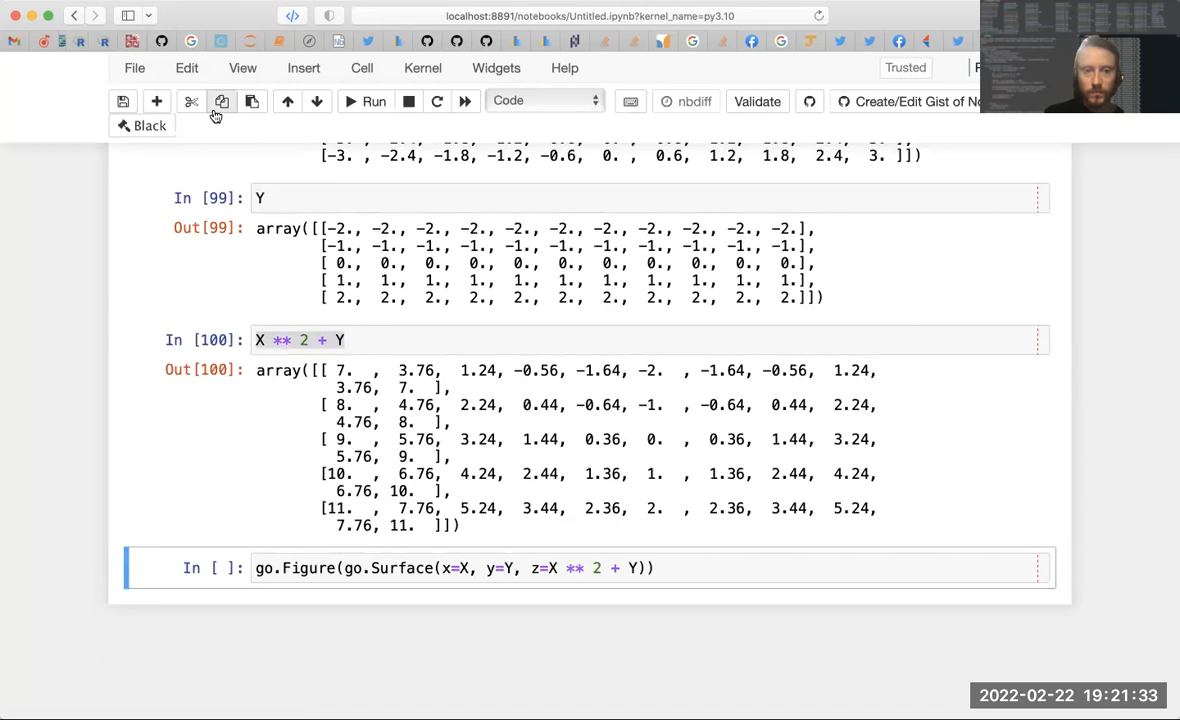 localhost:8891/notebooks/Untitled.ipynb?kernel_name=py3.10
File Edit View Insert Cell Kernel Widgets Help Trusted
Run Code nbdiff Validate Create/Edit Gist of No
Black
[-3. , -2.4, -1.8, -1.2, -0.6, 0. , 0.6, 1.2, 1.8, 2.4, 3. ]])
In [99]: Y
Out[99]: array([[-2., -2., -2., -2., -2., -2., -2., -2., -2., -2., -2.],
[-1., -1., -1., -1., -1., -1., -1., -1., -1., -1., -1.],
[ 0., 0., 0., 0., 0., 0., 0., 0., 0., 0., 0.],
[ 1., 1., 1., 1., 1., 1., 1., 1., 1., 1., 1.],
[ 2., 2., 2., 2., 2., 2., 2., 2., 2., 2., 2.]])
In [100]: X ** 2 + Y
Out[100]: array([[ 7. , 3.76, 1.24, -0.56, -1.64, -2. , -1.64, -0.56, 1.24,
3.76, 7. ],
[ 8. , 4.76, 2.24, 0.44, -0.64, -1. , -0.64, 0.44, 2.24,
4.76, 8. ],
[ 9. , 5.76, 3.24, 1.44, 0.36, 0. , 0.36, 1.44, 3.24,
5.76, 9. ],
[10. , 6.76, 4.24, 2.44, 1.36, 1. , 1.36, 2.44, 4.24,
6.76, 10. ],
[11. , 7.76, 5.24, 3.44, 2.36, 2. , 2.36, 3.44, 5.24,
7.76, 11. ]])
In [ ]: go.Figure(go.Surface(x=X, y=Y, z=X ** 2 + Y))
2022-02-22 19:21:33